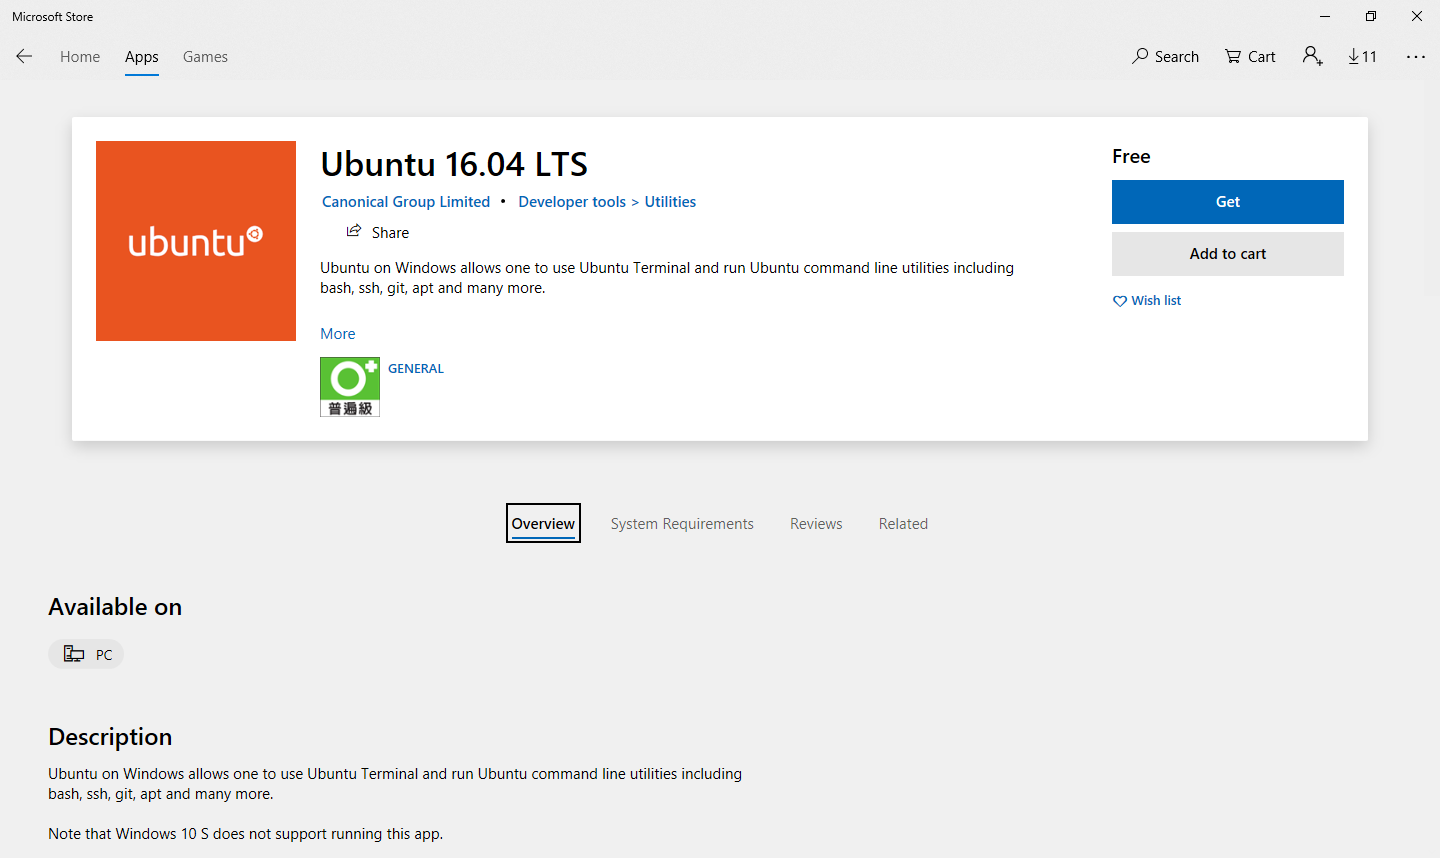 Microsoft Store
Home Apps Games
Search Cart 11
ubuntu
Ubuntu 16.04 LTS
Canonical Group Limited • Developer tools > Utilities
Share
Ubuntu on Windows allows one to use Ubuntu Terminal and run Ubuntu command line utilities including
bash, ssh, git, apt and many more.
More
GENERAL
普遍級
Free
Get
Add to cart
Wish list
Overview System Requirements Reviews Related
Available on
PC
Description
Ubuntu on Windows allows one to use Ubuntu Terminal and run Ubuntu command line utilities including
bash, ssh, git, apt and many more.
Note that Windows 10 S does not support running this app.